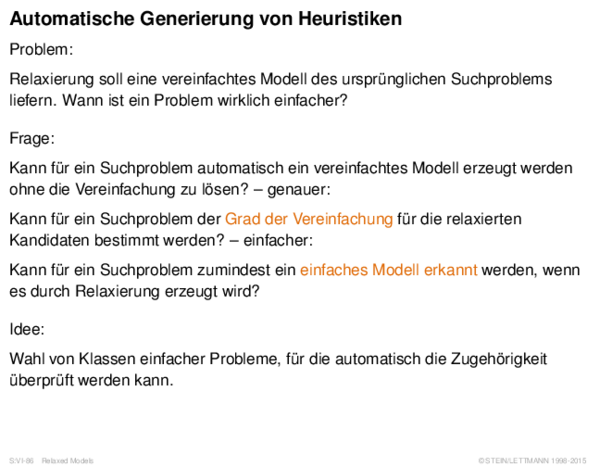 Automatische Generierung von Heuristiken
Problem:
Relaxierung soll eine vereinfachtes Modell des ursprünglichen Suchproblems
liefern. Wann ist ein Problem wirklich einfacher?
Frage:
Kann für ein Suchproblem automatisch ein vereinfachtes Modell erzeugt werden
ohne die Vereinfachung zu lösen? – genauer:
Kann für ein Suchproblem der Grad der Vereinfachung für die relaxierten
Kandidaten bestimmt werden? – einfacher:
Kann für ein Suchproblem zumindest ein einfaches Modell erkannt werden, wenn
es durch Relaxierung erzeugt wird?
Idee:
Wahl von Klassen einfacher Probleme, für die automatisch die Zugehörigkeit
überprüft werden kann.
S:VI-86 Relaxed Models ©STEIN/LETTMANN 1998-2015